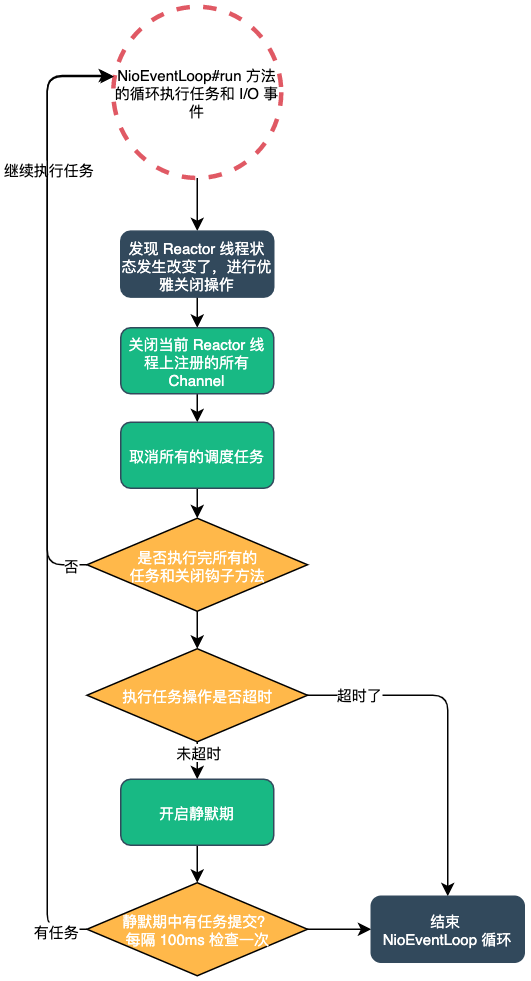 NioEventLoop#run 方法
的循环执行任务和 I/O 事
件
继续执行任务
发现 Reactor 线程状
态发生改变了，进行优
雅关闭操作
关闭当前 Reactor 线
程上注册的所有
Channel
取消所有的调度任务
是否执行完所有的
任务和关闭钩子方法
否
执行任务操作是否超时
超时了
未超时
开启静默期
静默期中有任务提交？
每隔 100ms 检查一次
有任务
结束
NioEventLoop 循环